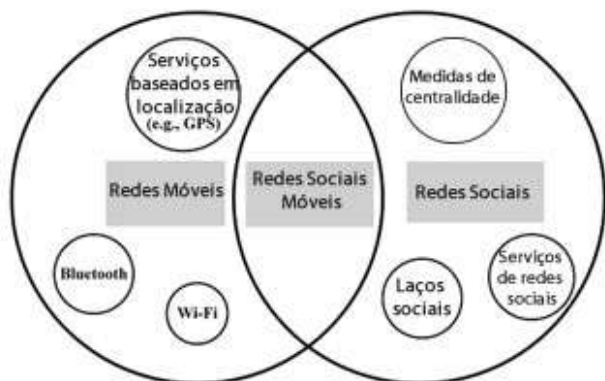 Serviços
baseados em
localização
(e.g., GPS)
Medidas de
centralidade
Redes Móveis
Redes Sociais
Móveis
Redes Sociais
Bluetooth
Wi-Fi
Laços
sociais
Serviços
de redes
sociais